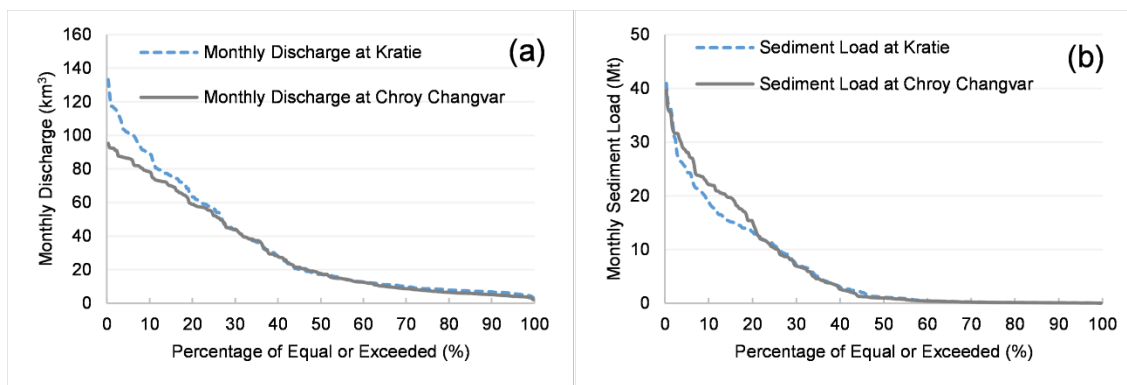 (a)
Monthly Discharge at Kratie
Monthly Discharge at Chroy Changvar
Monthly Discharge (km³)
160
140
120
100
80
60
40
20
0
0 10 20 30 40 50 60 70 80 90 100
Percentage of Equal or Exceeded (%)
(b)
Sediment Load at Kratie
Sediment Load at Chroy Changvar
Monthly Sediment Load (Mt)
50
40
30
20
10
0
0 10 20 30 40 50 60 70 80 90 100
Percentage of Equal or Exceeded (%)